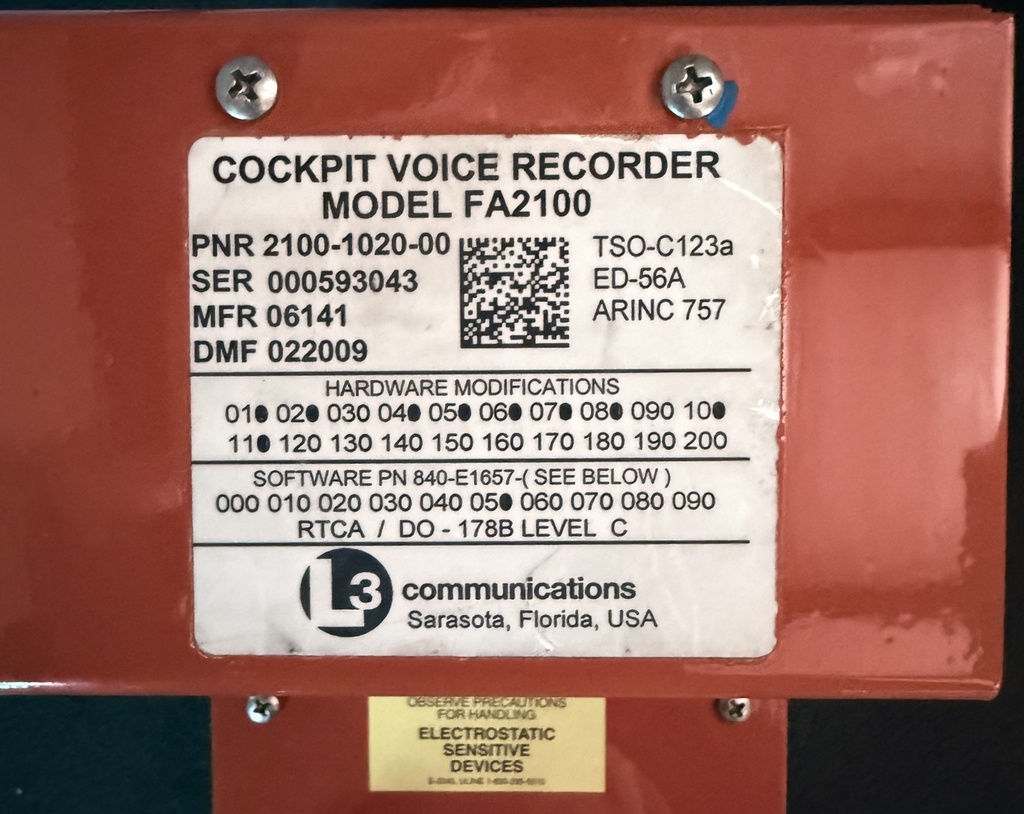 COCKPIT VOICE RECORDER
MODEL FA2100
PNR 2100-1020-00
SER 000593043
MFR 06141
DMF 022009
TSO-C123a
ED-56A
ARINC 757
HARDWARE MODIFICATIONS
010 020 030 040 050 060 070 080 090 100
110 120 130 140 150 160 170 180 190 200
SOFTWARE PN 840-E1657-( SEE BELOW )
000 010 020 030 040 050 060 070 080 090
RTCA / DO - 178B LEVEL C
L3 communications
Sarasota, Florida, USA
OBSERVE PRECAUTIONS
FOR HANDLING
ELECTROSTATIC
SENSITIVE
DEVICES